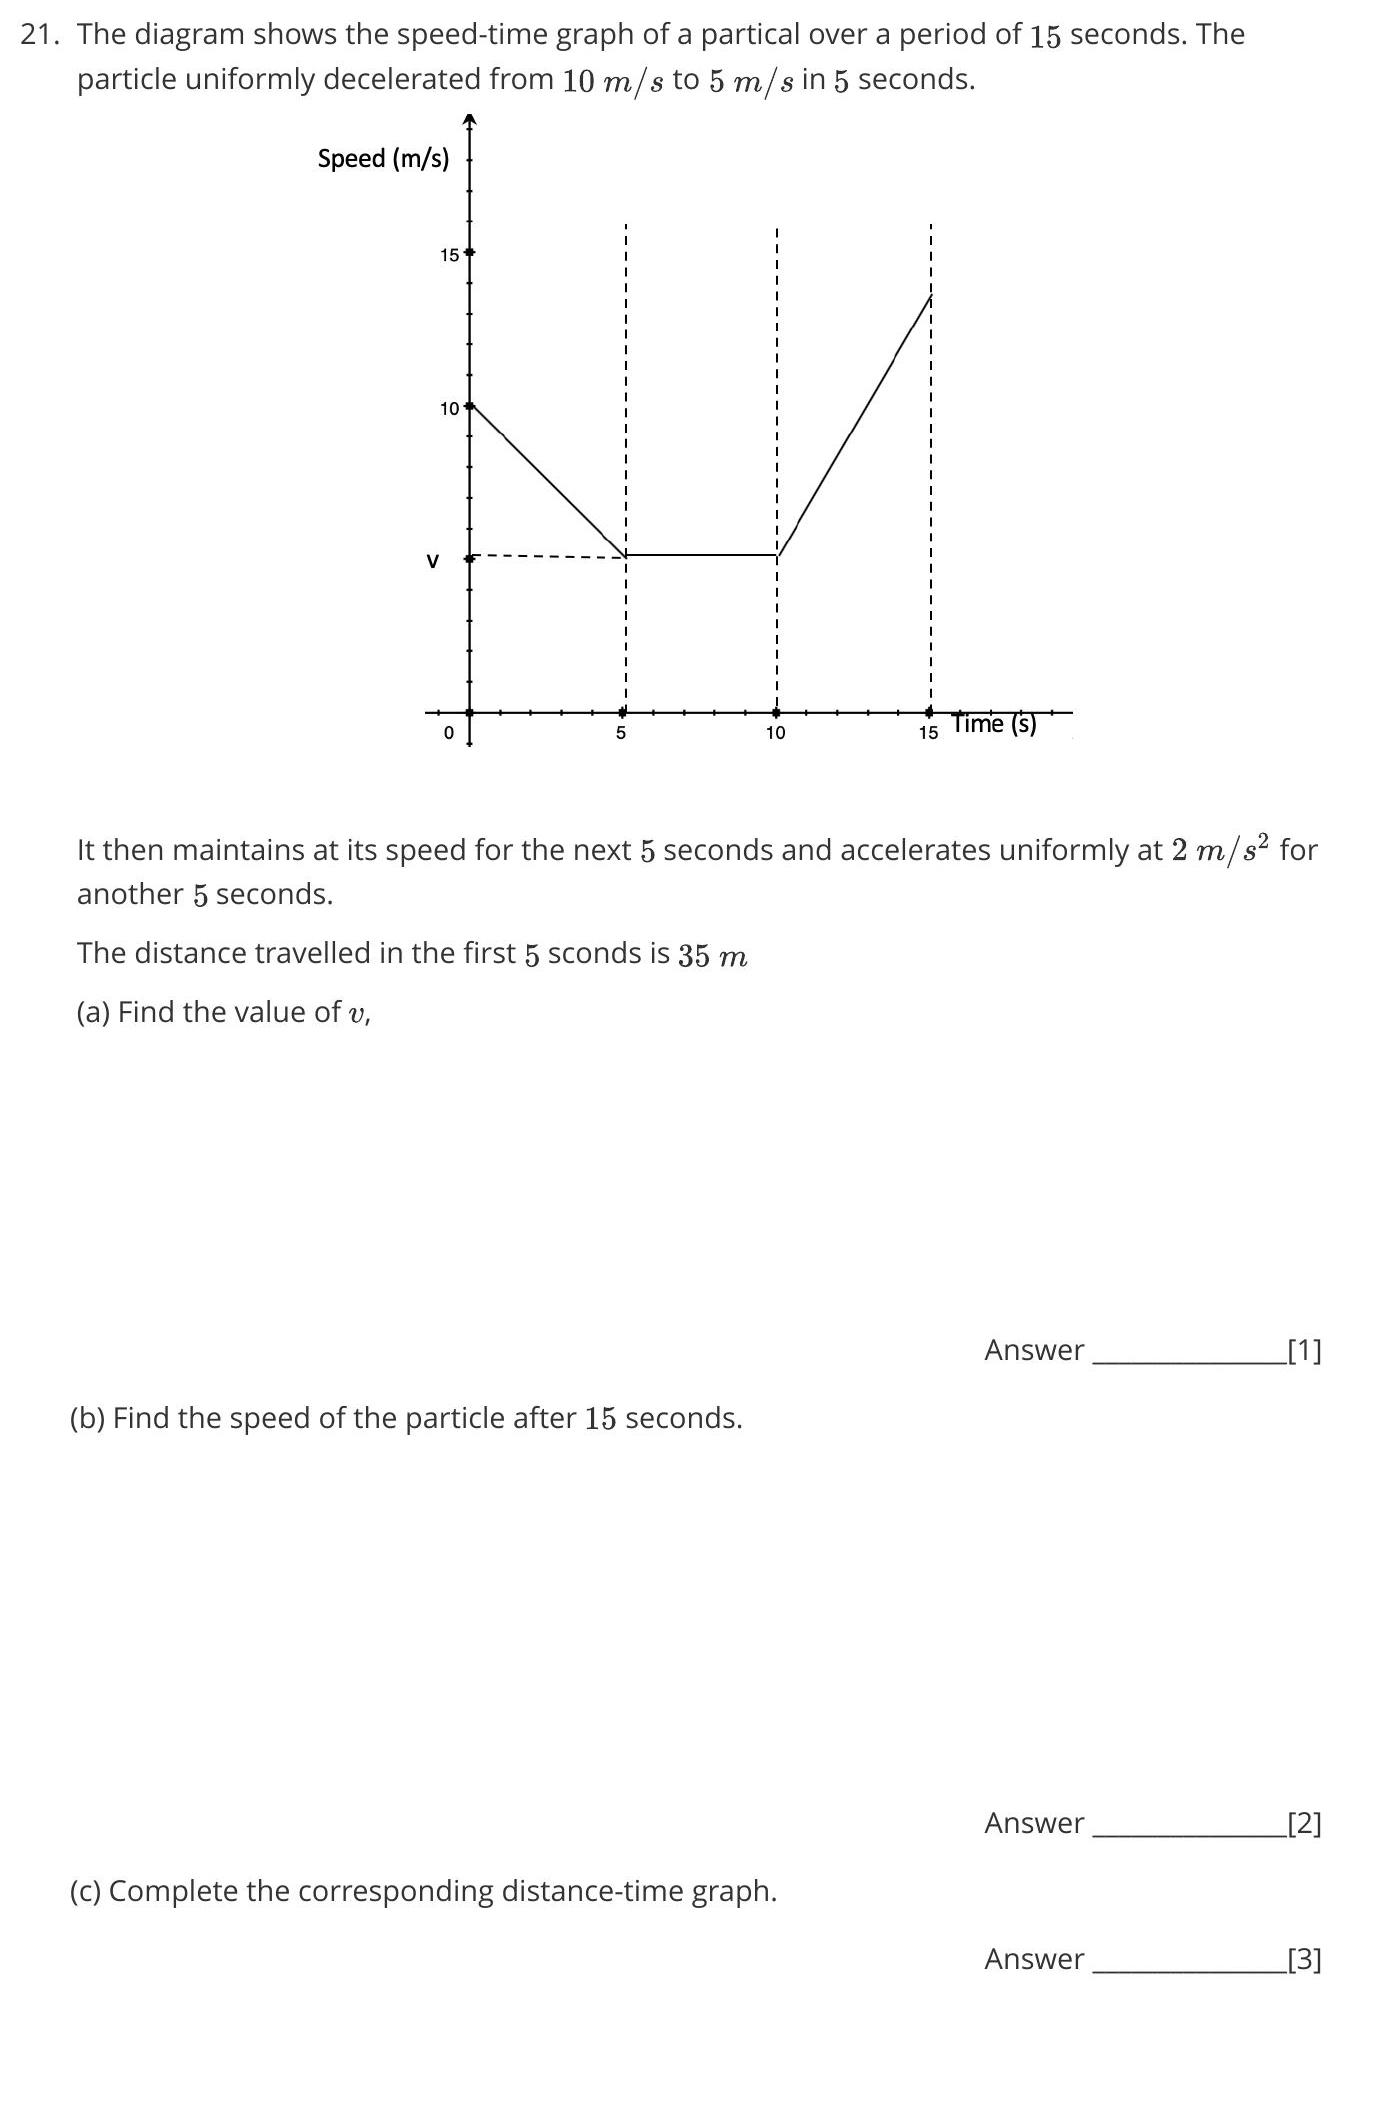 21. The diagram shows the speed-time graph of a partical over a period of 15 seconds. The
particle uniformly decelerated from 10 m/s to 5 m/s in 5 seconds.
Speed (m/s)
15
10
v
0 5 10 15 Time (s)
It then maintains at its speed for the next 5 seconds and accelerates uniformly at 2 m/s² for
another 5 seconds.
The distance travelled in the first 5 sconds is 35 m
(a) Find the value of v,
Answer ____________[1]
(b) Find the speed of the particle after 15 seconds.
Answer ____________[2]
(c) Complete the corresponding distance-time graph.
Answer ____________[3]